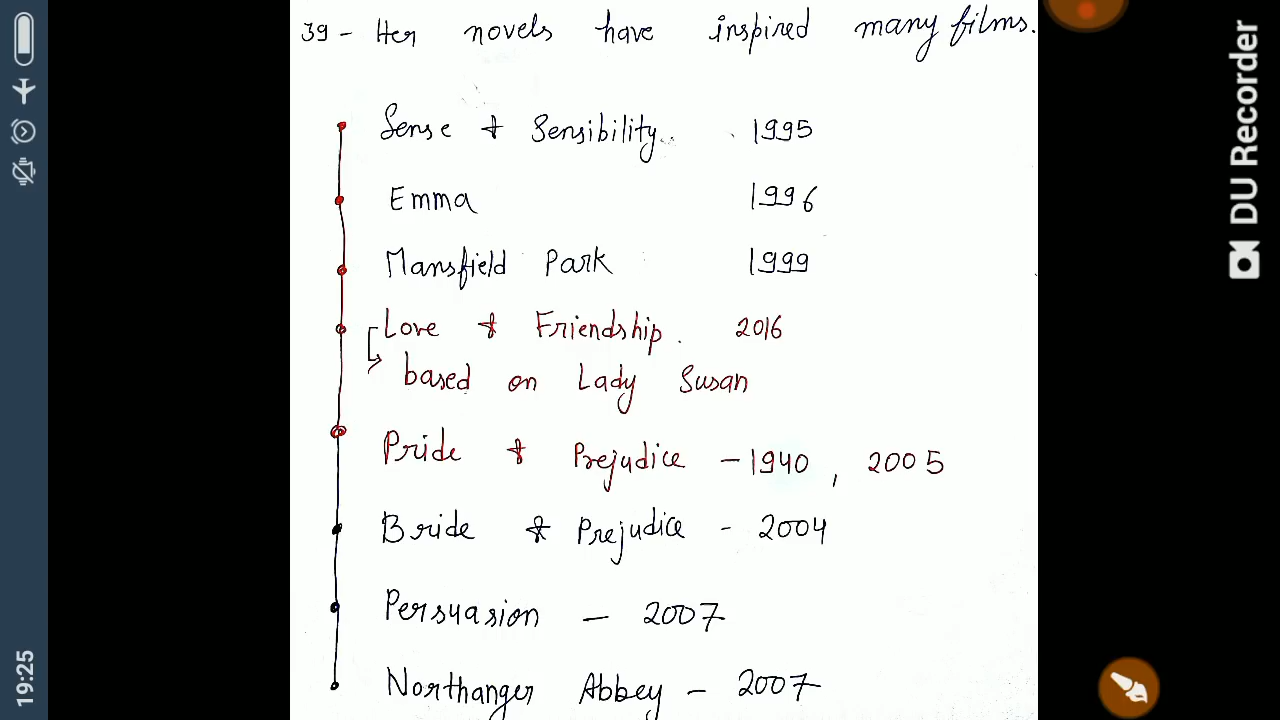 39 - Her novels have inspired many films.
Sense & Sensibility. 1995
Emma 1996
Mansfield Park 1999
Love & Friendship. 2016
based on Lady Susan
Pride & Prejudice - 1940, 2005
Bride & Prejudice - 2004
Persuasion - 2007
Northanger Abbey - 2007
DU Recorder
19:25